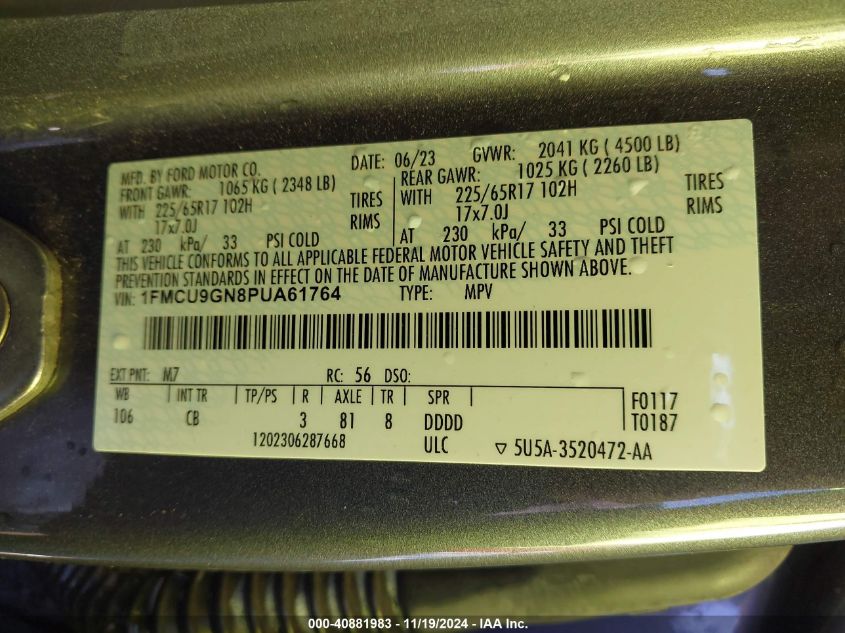 MFD. BY FORD MOTOR CO.
DATE: 06/23 GVWR: 2041 KG ( 4500 LB)
FRONT GAWR: 1065 KG ( 2348 LB)
REAR GAWR: 1025 KG ( 2260 LB)
WITH 225/65R17 102H TIRES
WITH 225/65R17 102H TIRES
17x7.0J RIMS
17x7.0J RIMS
AT 230 kPa/ 33 PSI COLD
AT 230 kPa/ 33 PSI COLD
THIS VEHICLE CONFORMS TO ALL APPLICABLE FEDERAL MOTOR VEHICLE SAFETY AND THEFT
PREVENTION STANDARDS IN EFFECT ON THE DATE OF MANUFACTURE SHOWN ABOVE.
VIN: 1FMCU9GN8PUA61764 TYPE: MPV
EXT PNT: M7 RC: 56 DSO:
WB INT TR TP/PS R AXLE TR SPR F0117
106 CB 3 81 8 DDDD T0187
1202306287668 ULC ▽ 5U5A-3520472-AA
000-40881983 - 11/19/2024 - IAA Inc.